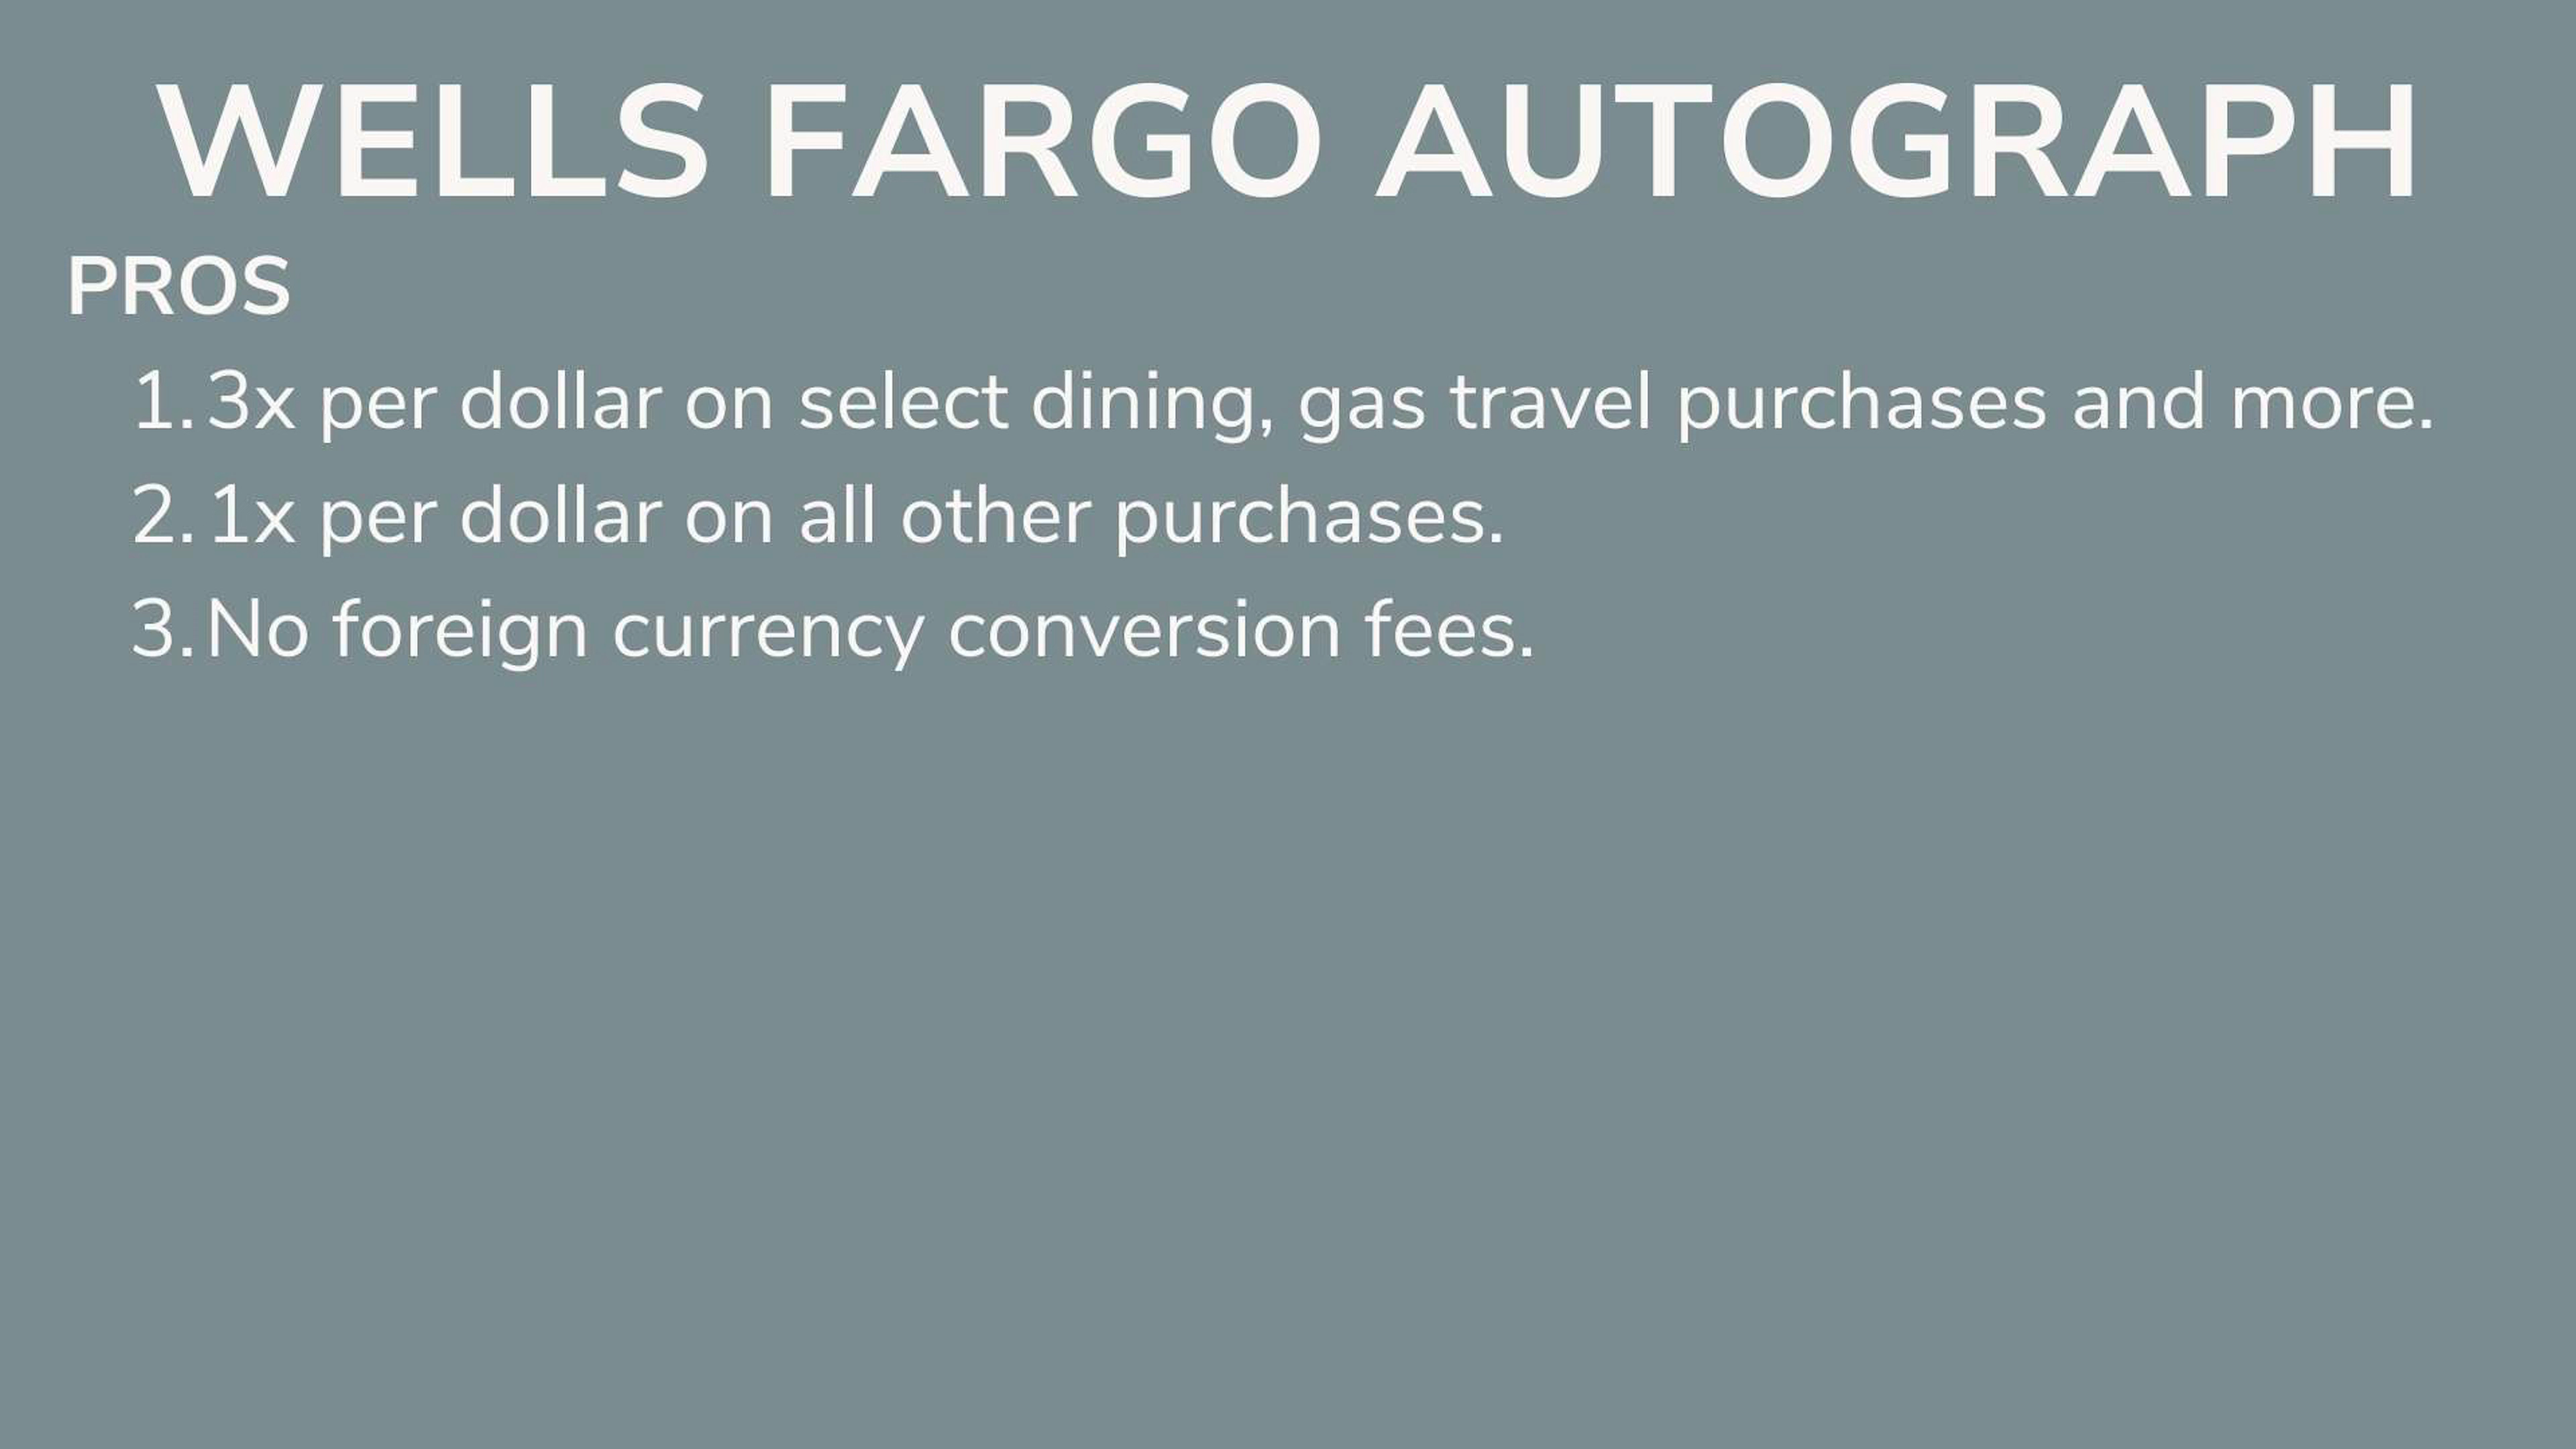 WELLS FARGO AUTOGRAPH
PROS
1. 3x per dollar on select dining, gas travel purchases and more.
2. 1x per dollar on all other purchases.
3. No foreign currency conversion fees.